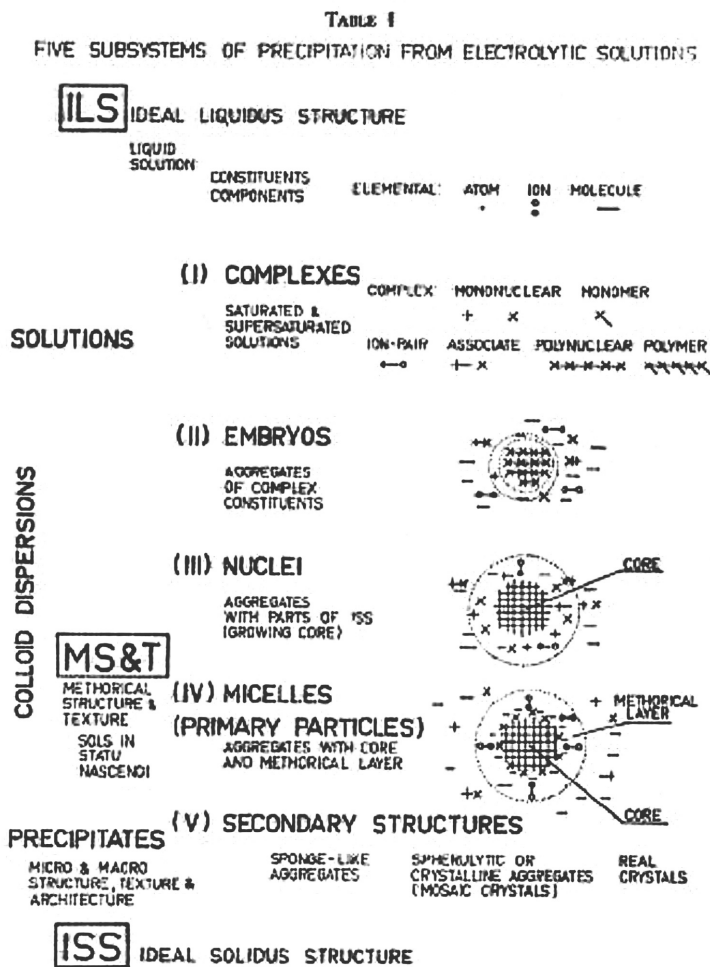 TABLE 1
FIVE SUBSYSTEMS OF PRECIPITATION FROM ELECTROLYTIC SOLUTIONS
ILS IDEAL LIQUIDUS STRUCTURE
LIQUID
SOLUTION
CONSTITUENTS
COMPONENTS
ELEMENTAL: ATOM ION MOLECULE
(I) COMPLEXES
COMPLEX: MONONUCLEAR MONOMER
SATURATED &
SUPERSATURATED
SOLUTIONS
SOLUTIONS
ION-PAIR ASSOCIATE POLYNUCLEAR POLYMER
(II) EMBRYOS
AGGREGATES
OF COMPLEX
CONSTITUENTS
COLLOID DISPERSIONS
(III) NUCLEI
CORE
AGGREGATES
WITH PARTS OF ISS
(GROWING CORE)
MS&T
METHORICAL
STRUCTURE &
TEXTURE
SOLS IN
STATU
NASCENDI
(IV) MICELLES
(PRIMARY PARTICLES)
AGGREGATES WITH CORE
AND METHORICAL LAYER
METHORICAL
LAYER
CORE
(V) SECONDARY STRUCTURES
PRECIPITATES
MICRO & MACRO
STRUCTURE, TEXTURE &
ARCHITECTURE
SPONGE-LIKE
AGGREGATES
SPHERULYTIC OR
CRYSTALLINE AGGREGATES
(MOSAIC CRYSTALS)
REAL
CRYSTALS
ISS IDEAL SOLIDUS STRUCTURE